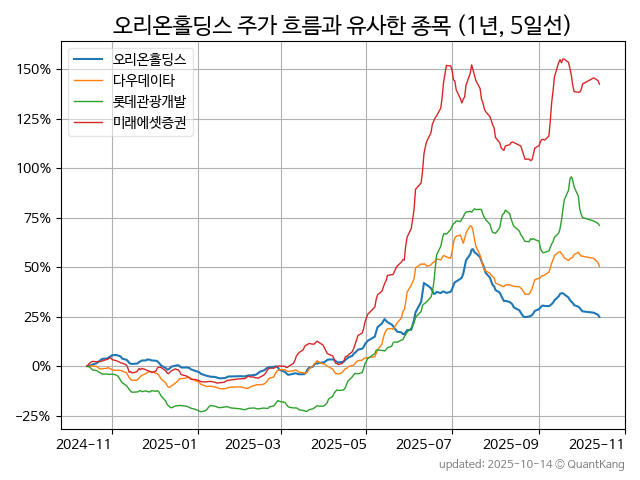 오리온홀딩스 주가 흐름과 유사한 종목 (1년, 5일선)
오리온홀딩스
다우데이타
롯데관광개발
미래에셋증권
150%
125%
100%
75%
50%
25%
0%
−25%
2024-11 2025-01 2025-03 2025-05 2025-07 2025-09 2025-11
updated: 2025-10-14 © QuantKang